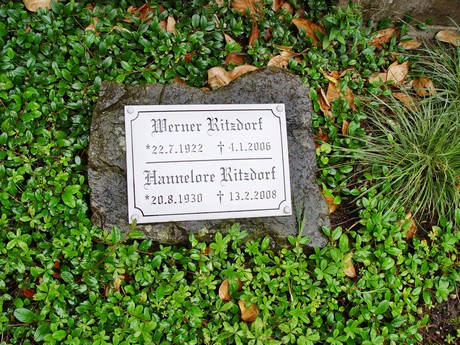 Werner Ritzdorf
*22.7.1922 †4.1.2006
Hannelore Ritzdorf
*20.8.1930 †13.2.2008